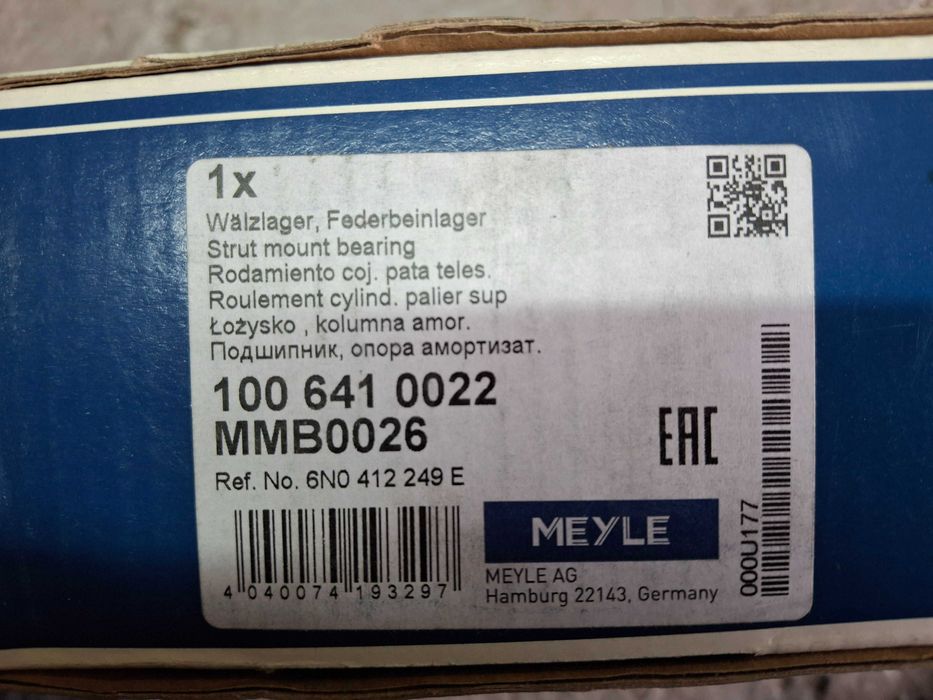 1x
Wälzlager, Federbeinlager
Strut mount bearing
Rodamiento coj. pata teles.
Roulement cylind. palier sup
Łożysko , kolumna amor.
Подшипник, опора амортизат.
100 641 0022
MMB0026
Ref. No. 6N0 412 249 E
EAC
4 040074 193297
MEYLE
MEYLE AG
Hamburg 22143, Germany
000U177